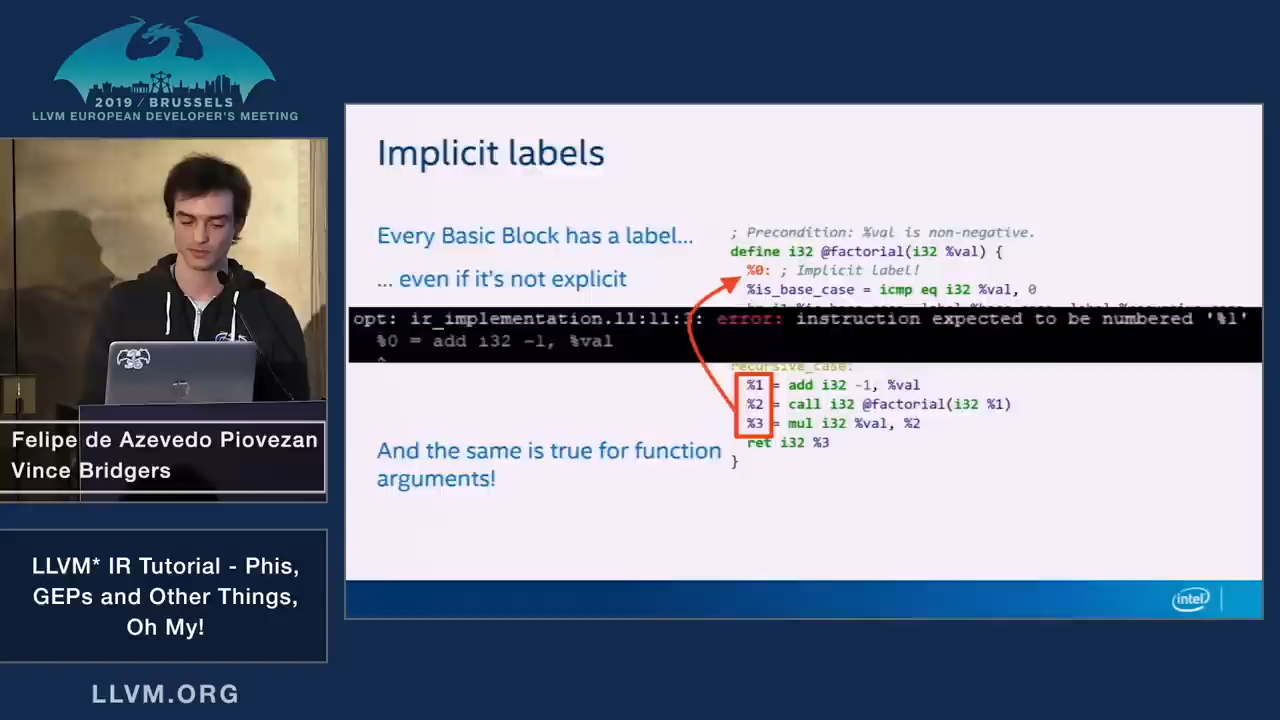 2019 / BRUSSELS
LLVM EUROPEAN DEVELOPER'S MEETING
Felipe de Azevedo Piovezan
Vince Bridgers
LLVM* IR Tutorial - Phis,
GEPs and Other Things,
Oh My!
LLVM.ORG
Implicit labels
Every Basic Block has a label...
... even if it's not explicit
And the same is true for function
arguments!
; Precondition: %val is non-negative.
define i32 @factorial(i32 %val) {
%0: ; Implicit label!
%is_base_case = icmp eq i32 %val, 0
opt: ir_implementation.ll:11:3: error: instruction expected to be numbered '%1'
%0 = add i32 -1, %val
^
recursive_case:
%1 = add i32 -1, %val
%2 = call i32 @factorial(i32 %1)
%3 = mul i32 %val, %2
ret i32 %3
}
intel